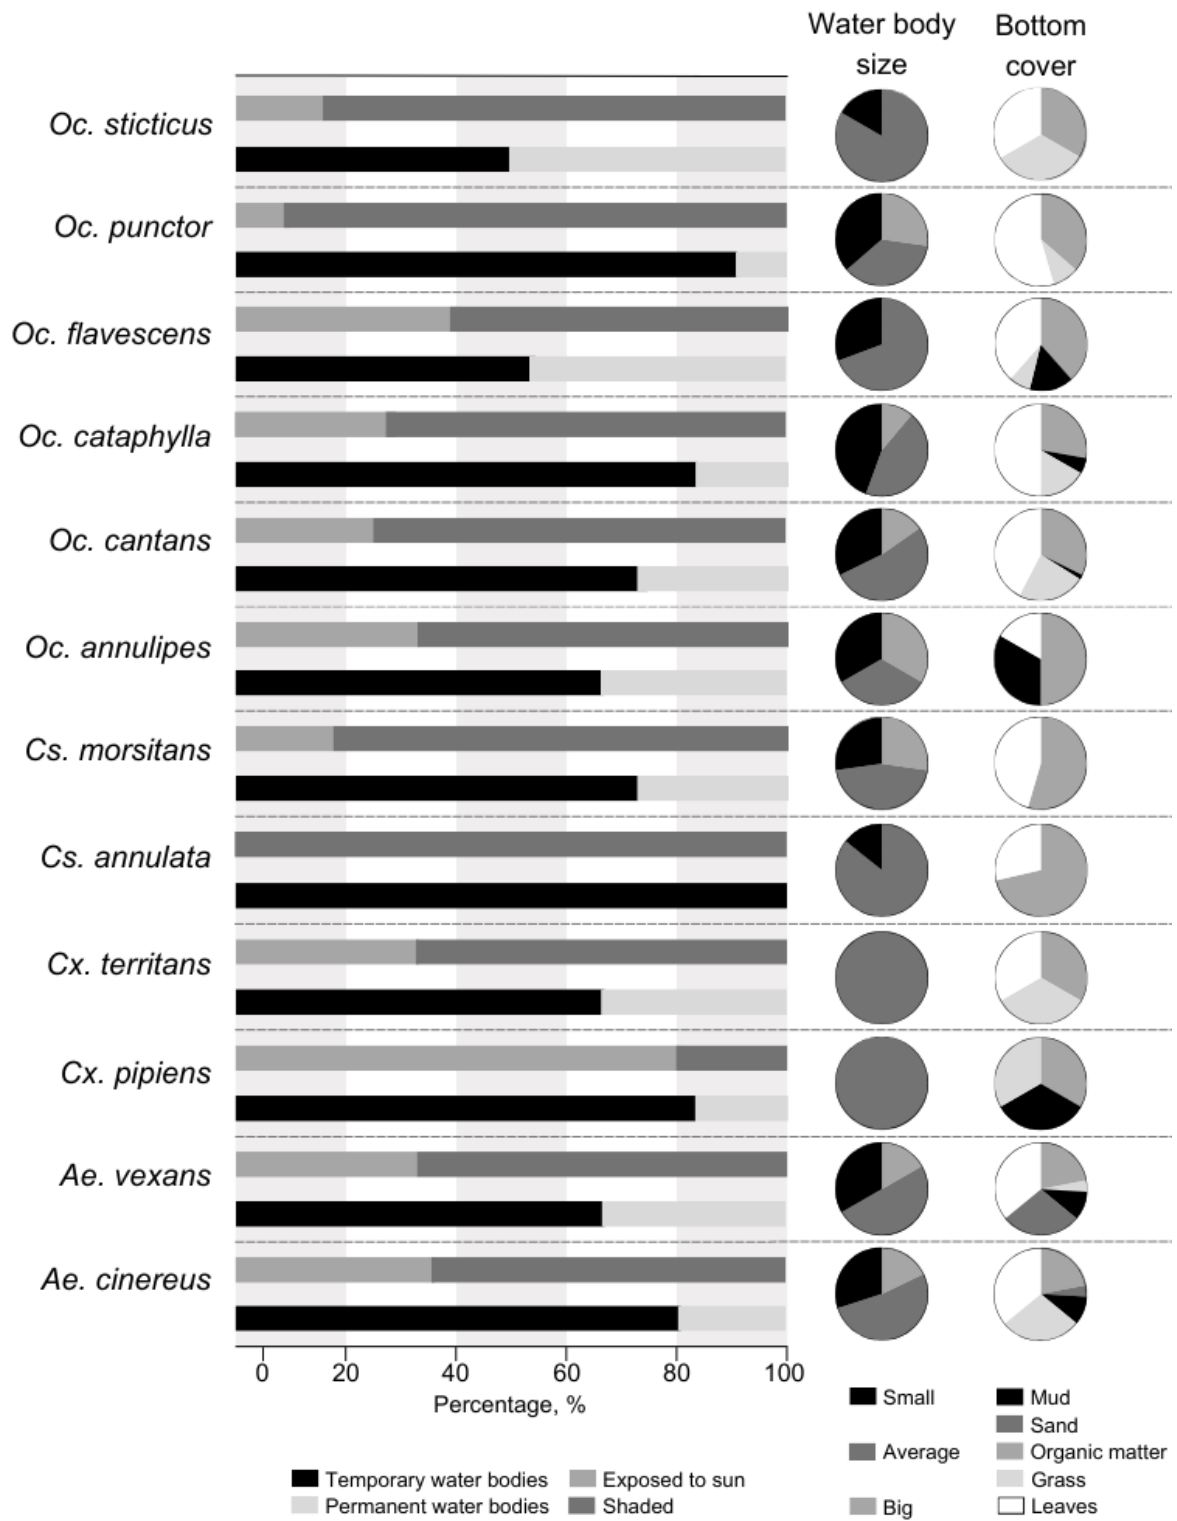 Water body size
Bottom cover
Oc. sticticus
Oc. punctor
Oc. flavescens
Oc. cataphylla
Oc. cantans
Oc. annulipes
Cs. morsitans
Cs. annulata
Cx. territans
Cx. pipiens
Ae. vexans
Ae. cinereus
0 20 40 60 80 100
Percentage, %
Temporary water bodies
Permanent water bodies
Exposed to sun
Shaded
Small
Average
Big
Mud
Sand
Organic matter
Grass
Leaves